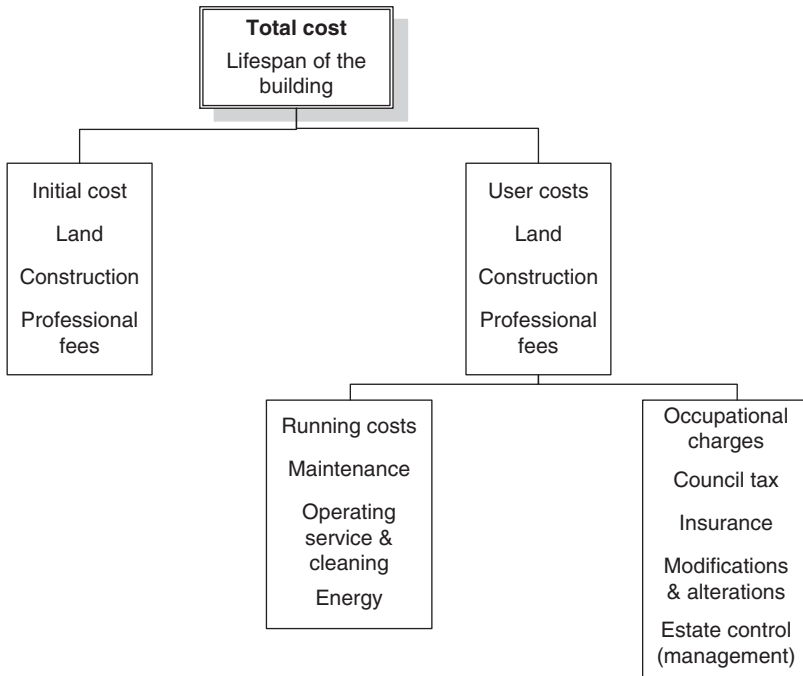 Total cost
Lifespan of the
building
Initial cost
Land
Construction
Professional
fees
User costs
Land
Construction
Professional
fees
Running costs
Maintenance
Operating
service &
cleaning
Energy
Occupational
charges
Council tax
Insurance
Modifications
& alterations
Estate control
(management)